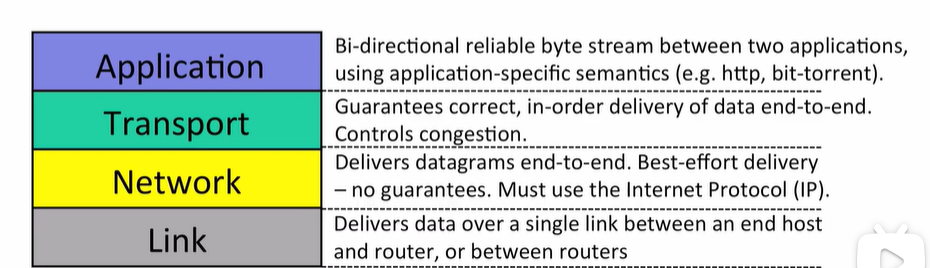 Application
Bi-directional reliable byte stream between two applications,
using application-specific semantics (e.g. http, bit-torrent).
Transport
Guarantees correct, in-order delivery of data end-to-end.
Controls congestion.
Network
Delivers datagrams end-to-end. Best-effort delivery
– no guarantees. Must use the Internet Protocol (IP).
Link
Delivers data over a single link between an end host
and router, or between routers